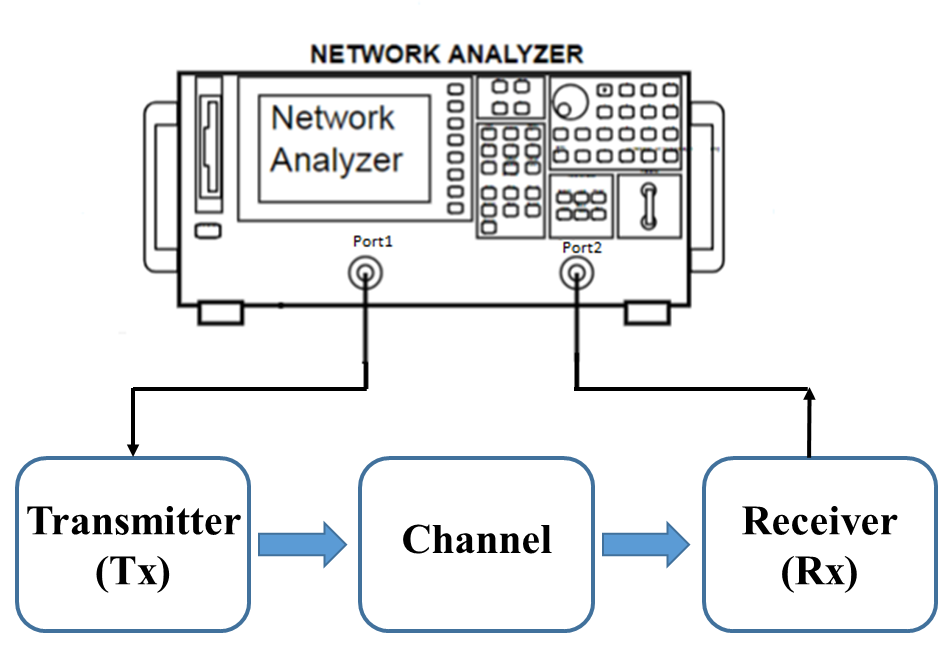 NETWORK ANALYZER
Network
Analyzer
Port1
Port2
Transmitter
(Tx)
Channel
Receiver
(Rx)